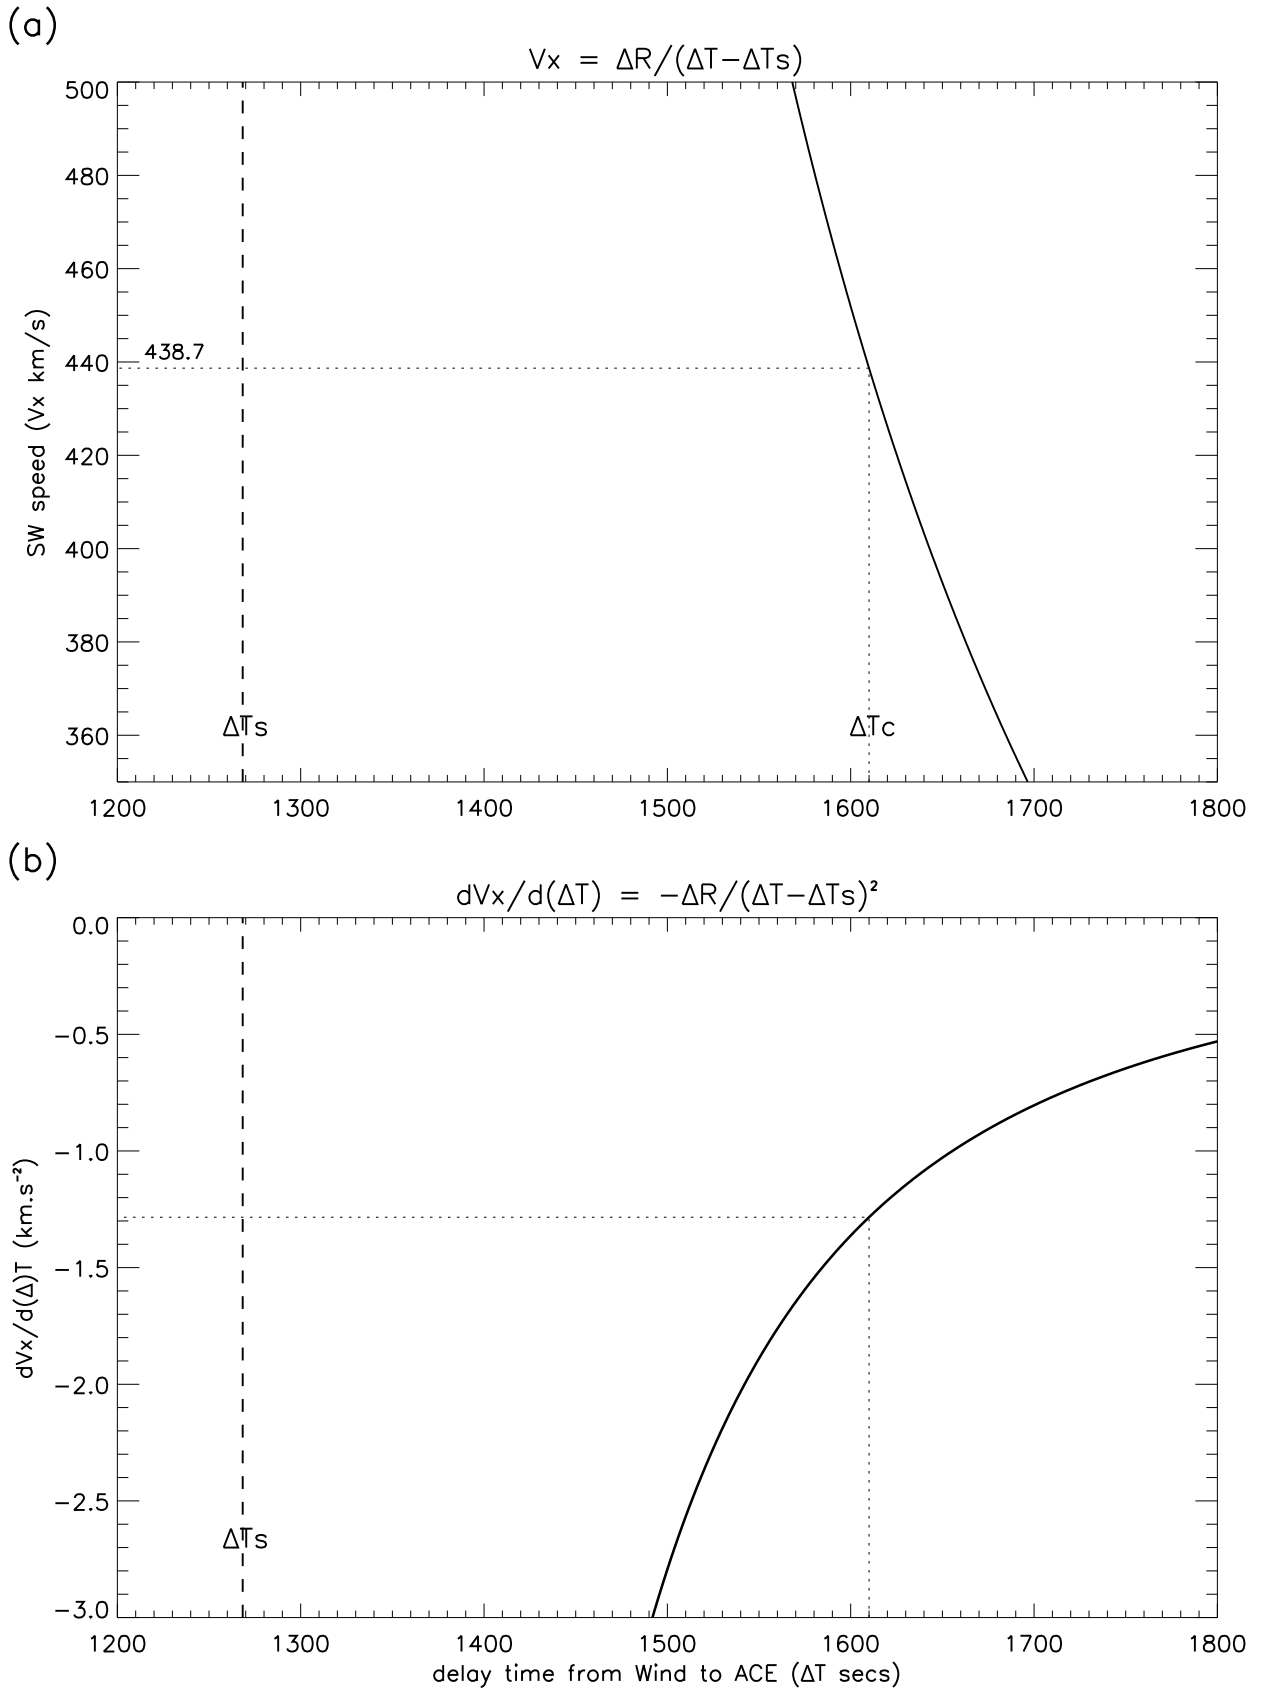 (a)
Vx = ΔR/(ΔT−ΔTs)
500
480
460
440
420
400
380
360
438.7
SW speed (Vx km/s)
ΔTs
ΔTc
1200 1300 1400 1500 1600 1700 1800
(b)
dVx/d(ΔT) = −ΔR/(ΔT−ΔTs)²
0.0
−0.5
−1.0
−1.5
−2.0
−2.5
−3.0
dVx/d(Δ)T (km.s⁻²)
ΔTs
1200 1300 1400 1500 1600 1700 1800
delay time from Wind to ACE (ΔT secs)